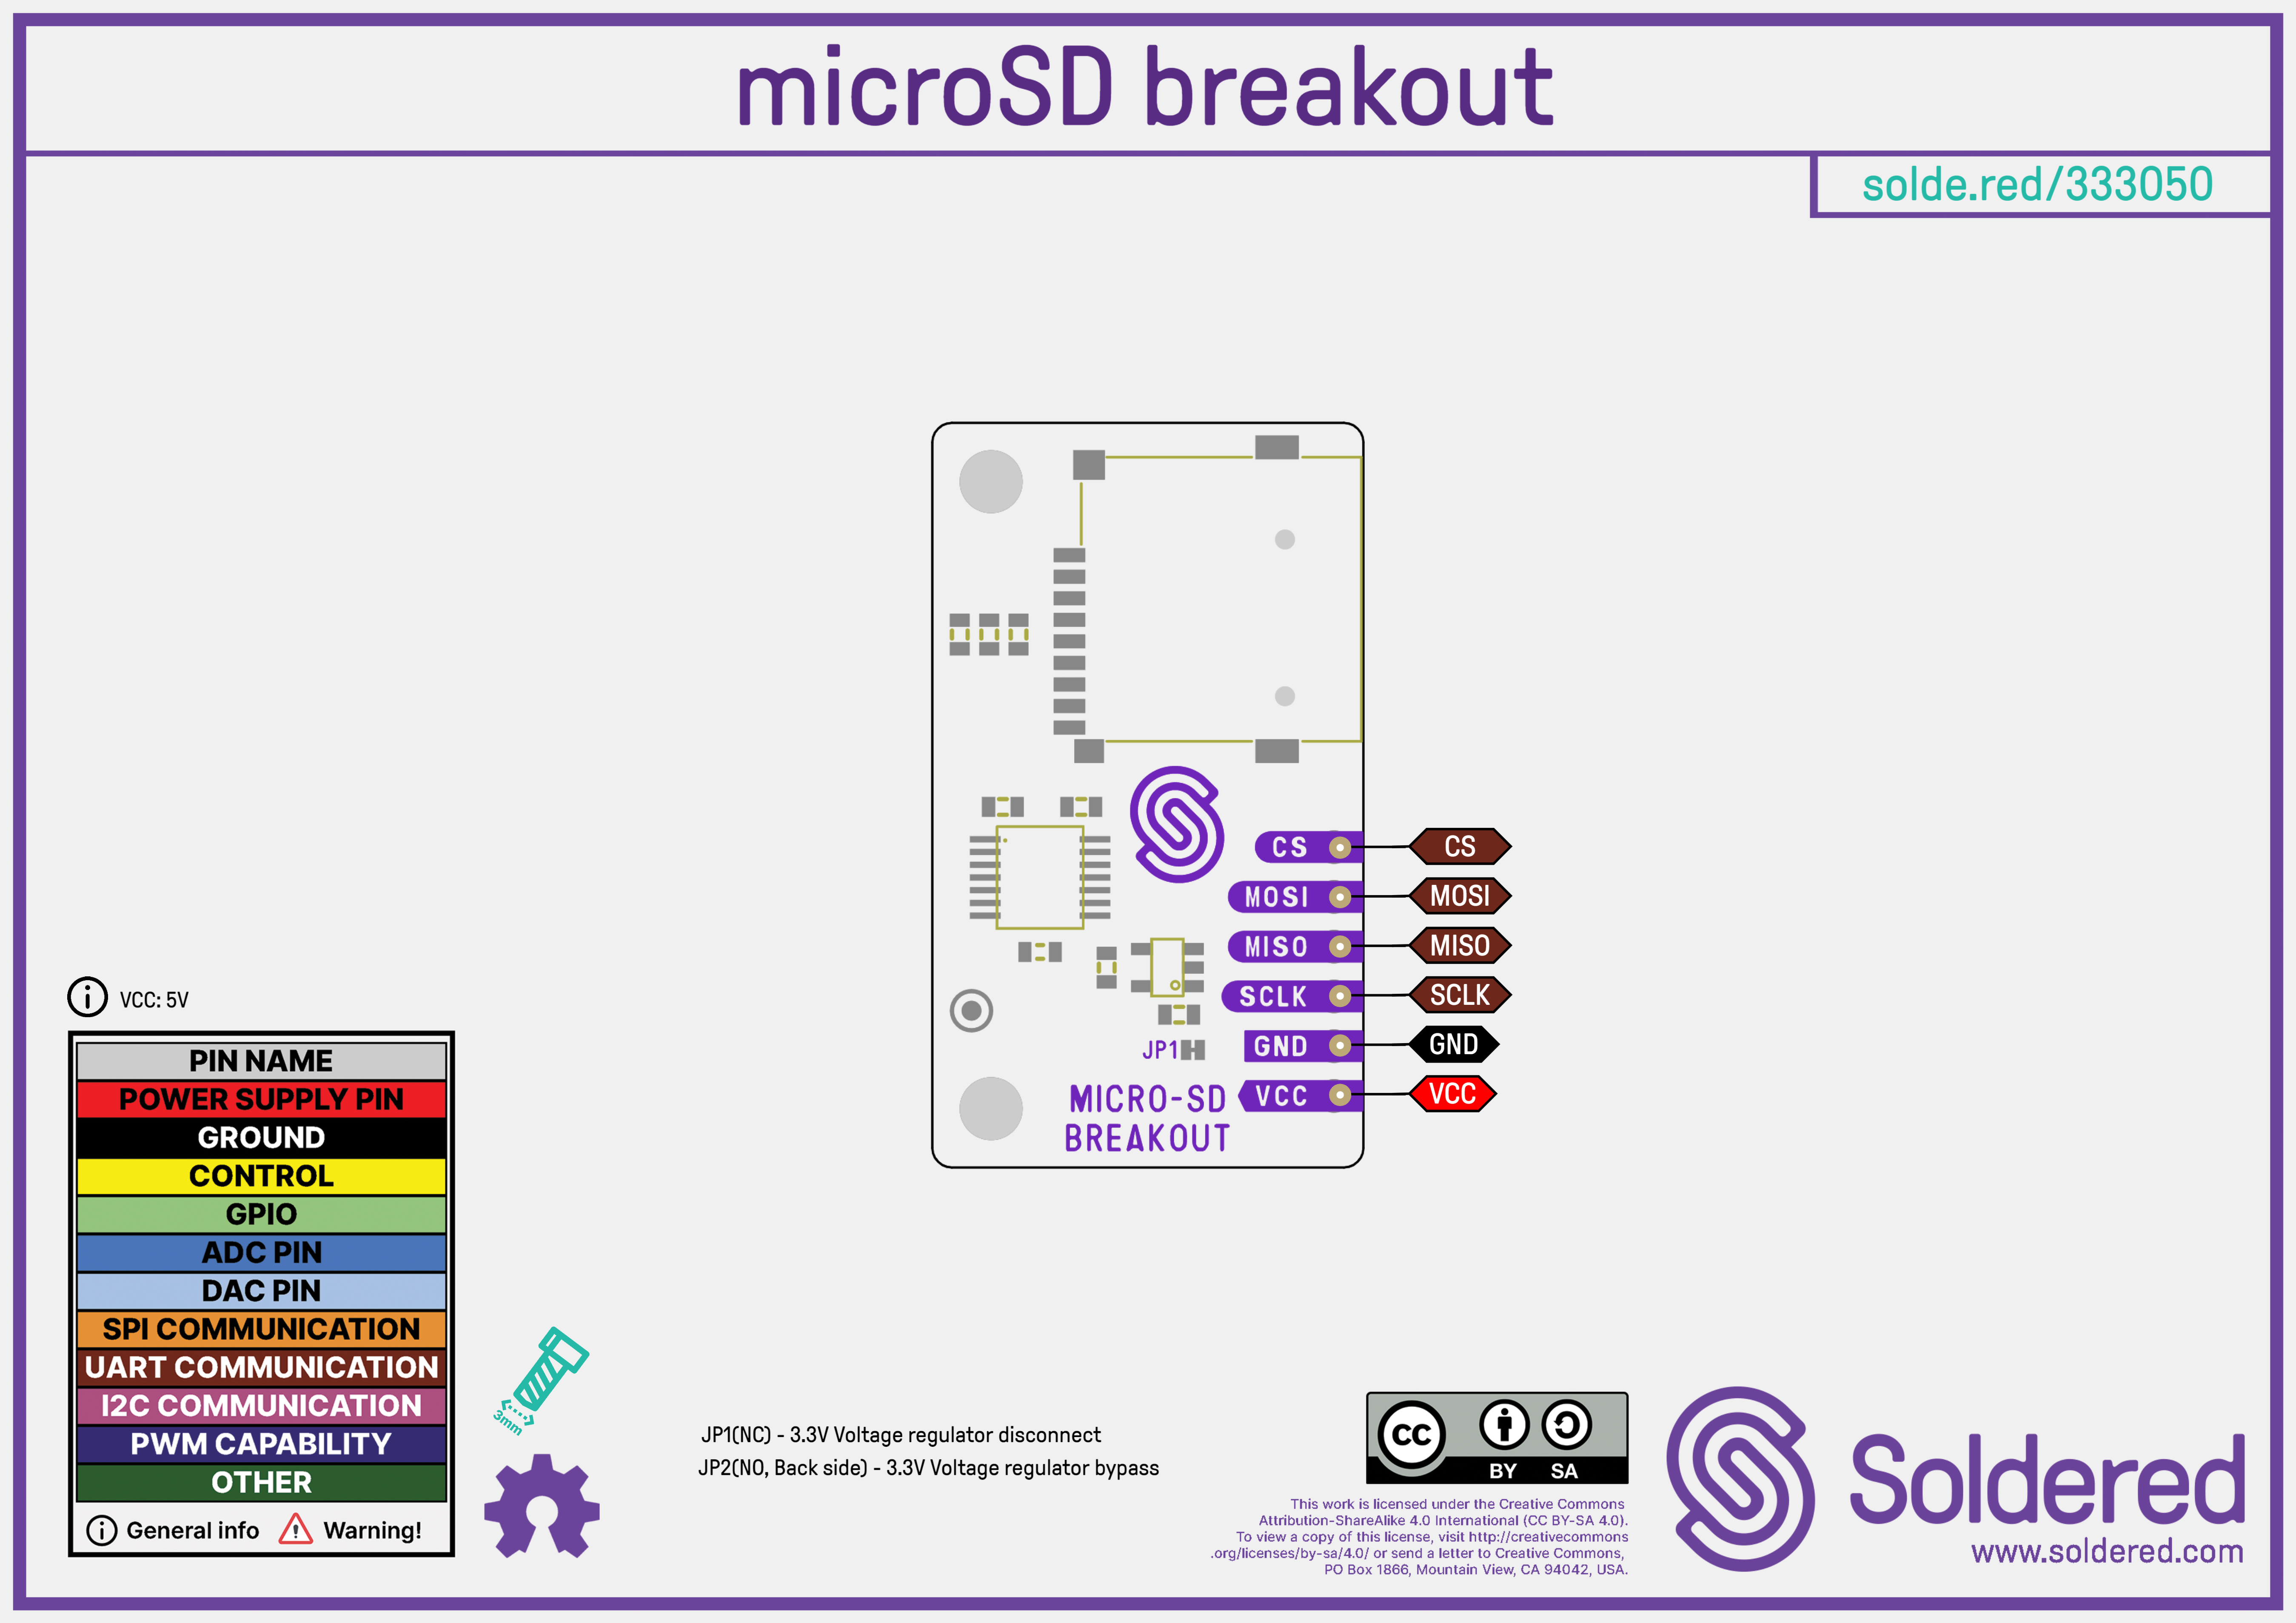 microSD breakout
solde.red/333050
CS CS
MOSI MOSI
MISO MISO
SCLK SCLK
JP1 GND GND
MICRO-SD VCC VCC
BREAKOUT
VCC: 5V
PIN NAME
POWER SUPPLY PIN
GROUND
CONTROL
GPIO
ADC PIN
DAC PIN
SPI COMMUNICATION
UART COMMUNICATION
I2C COMMUNICATION
PWM CAPABILITY
OTHER
General info Warning!
3mm
JP1(NC) - 3.3V Voltage regulator disconnect
JP2(NO, Back side) - 3.3V Voltage regulator bypass
CC
BY SA
This work is licensed under the Creative Commons
Attribution-ShareAlike 4.0 International (CC BY-SA 4.0).
To view a copy of this license, visit http://creativecommons
.org/licenses/by-sa/4.0/ or send a letter to Creative Commons,
PO Box 1866, Mountain View, CA 94042, USA.
Soldered
www.soldered.com